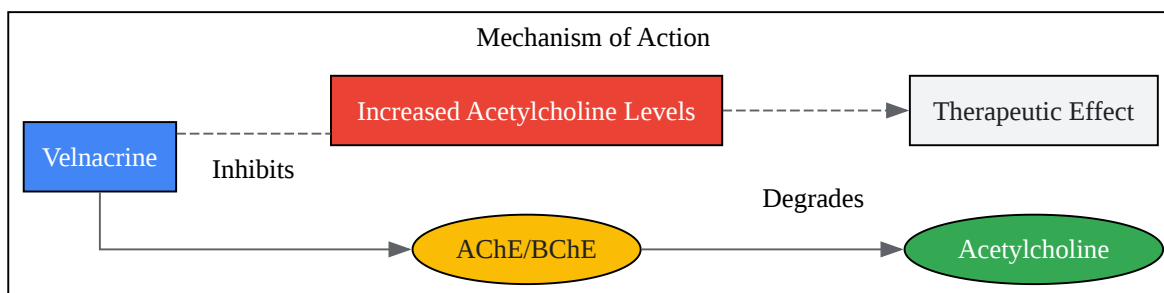 Mechanism of Action
Increased Acetylcholine Levels
Therapeutic Effect
Velnacrine
Inhibits
Degrades
AChE/BChE
Acetylcholine